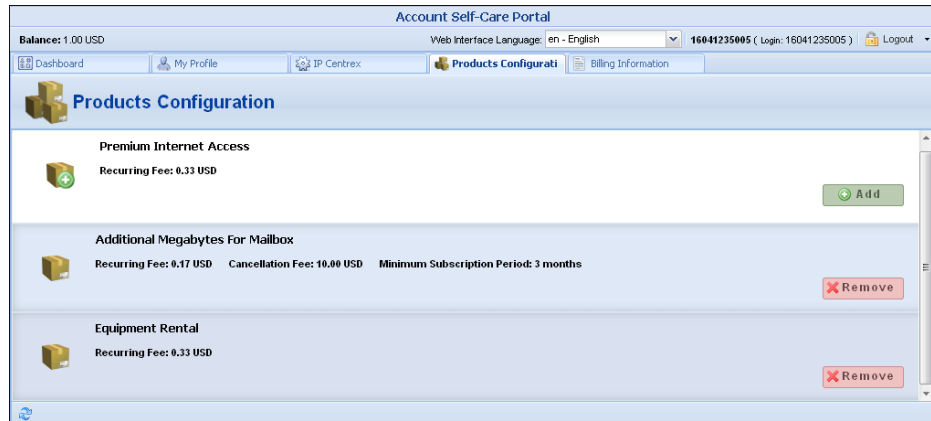 Account Self-Care Portal
Balance: 1.00 USD Web Interface Language: en - English 16041235005 ( Login: 16041235005 ) Logout
Dashboard My Profile IP Centrex Products Configurati Billing Information
Products Configuration
Premium Internet Access
Recurring Fee: 0.33 USD
Add
Additional Megabytes For Mailbox
Recurring Fee: 0.17 USD Cancellation Fee: 10.00 USD Minimum Subscription Period: 3 months
Remove
Equipment Rental
Recurring Fee: 0.33 USD
Remove